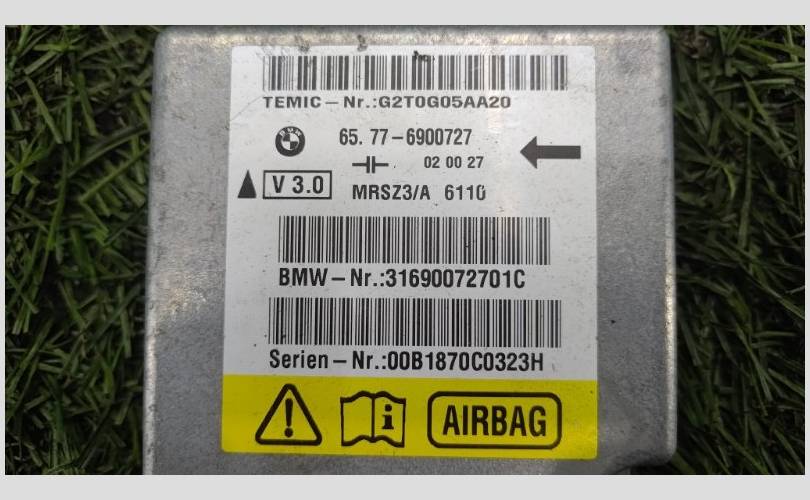 TEMIC-Nr.:G2T0G05AA20
BMW
65. 77-6900727
02 00 27
V 3.0
MRSZ3/A 6110
BMW-Nr.:31690072701C
Serien-Nr.:00B1870C0323H
AIRBAG